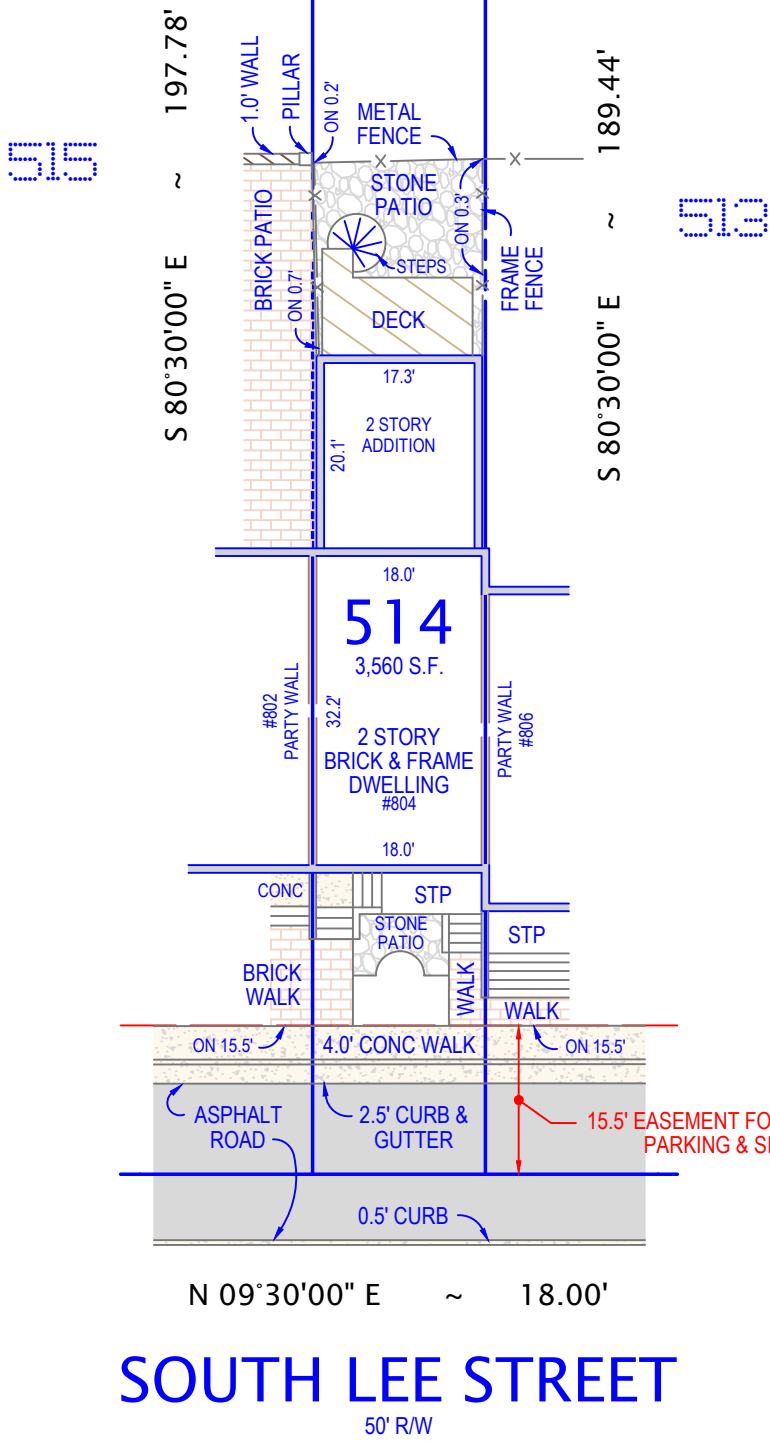 197.78'
S 80°30'00" E ~
515
1.0' WALL
PILLAR
ON 0.2'
METAL
FENCE
189.44'
S 80°30'00" E ~
513
STONE
PATIO
BRICK PATIO
ON 0.3'
FRAME
FENCE
STEPS
ON 0.7'
DECK
17.3'
2 STORY
ADDITION
20.1'
18.0'
514
3,560 S.F.
#802
PARTY WALL
32.2'
PARTY WALL
#806
2 STORY
BRICK & FRAME
DWELLING
#804
18.0'
CONC
STP
STONE
PATIO
STP
BRICK
WALK
WALK
WALK
ON 15.5'
4.0' CONC WALK
ON 15.5'
ASPHALT
ROAD
2.5' CURB &
GUTTER
15.5' EASEMENT FO
PARKING & S
0.5' CURB
N 09°30'00" E ~ 18.00'
SOUTH LEE STREET
50' R/W